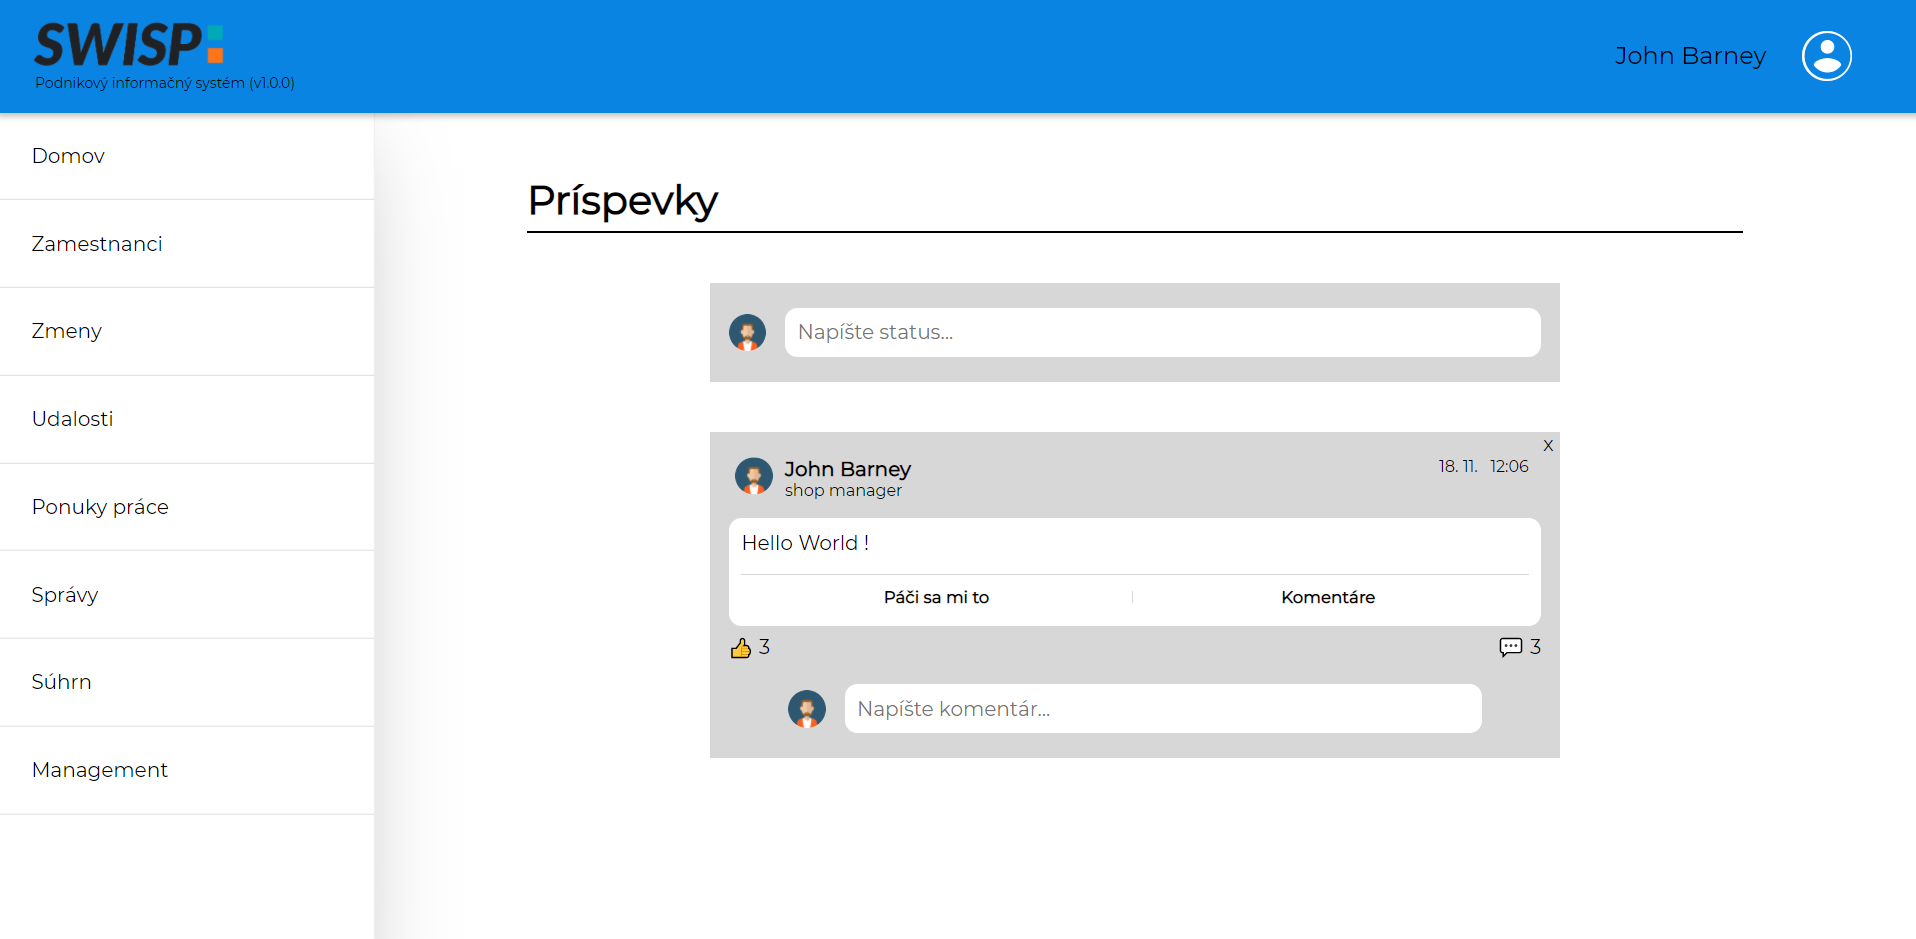 SWISP
Podnikový informačný systém (v1.0.0)
John Barney
Domov
Zamestnanci
Zmeny
Udalosti
Ponuky práce
Správy
Súhrn
Management
Príspevky
Napíšte status...
X
John Barney
18. 11. 12:06
shop manager
Hello World !
Páči sa mi to
Komentáre
3
3
Napíšte komentár...